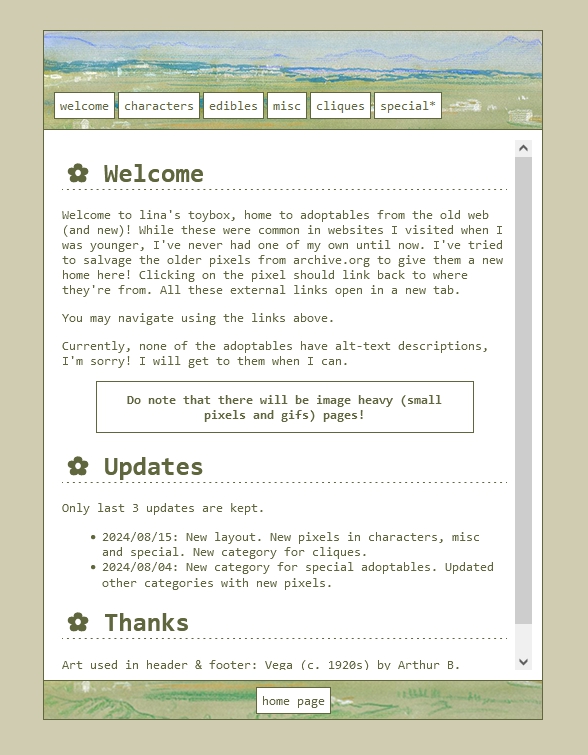 welcome characters edibles misc cliques special*
Welcome
Welcome to lina's toybox, home to adoptables from the old web
(and new)! While these were common in websites I visited when I
was younger, I've never had one of my own until now. I've tried
to salvage the older pixels from archive.org to give them a new
home here! Clicking on the pixel should link back to where
they're from. All these external links open in a new tab.
You may navigate using the links above.
Currently, none of the adoptables have alt-text descriptions,
I'm sorry! I will get to them when I can.
Do note that there will be image heavy (small
pixels and gifs) pages!
Updates
Only last 3 updates are kept.
• 2024/08/15: New layout. New pixels in characters, misc
and special. New category for cliques.
• 2024/08/04: New category for special adoptables. Updated
other categories with new pixels.
Thanks
Art used in header & footer: Vega (c. 1920s) by Arthur B.
home page